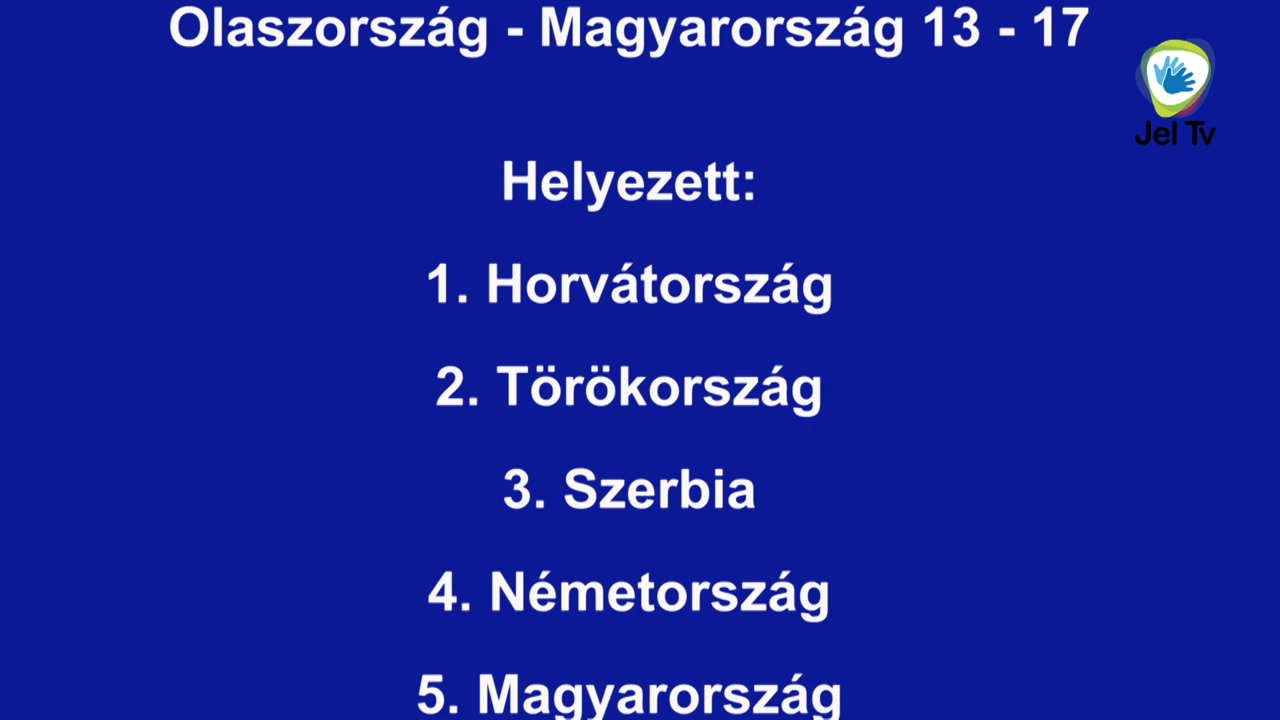 Olaszország - Magyarország 13 - 17
Jel Tv
Helyezett:
1. Horvátország
2. Törökország
3. Szerbia
4. Németország
5. Magyarország